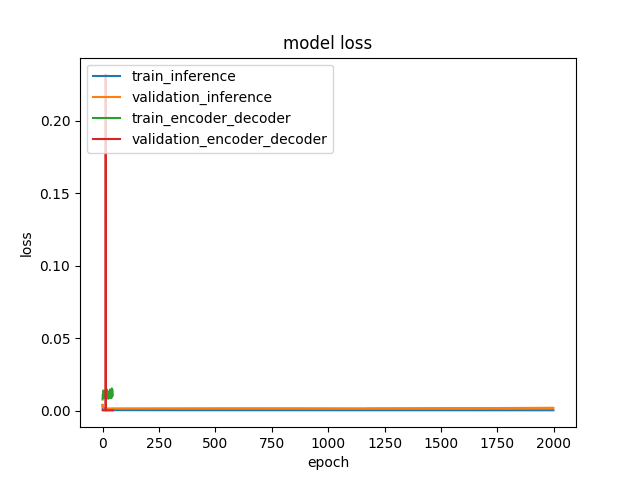 model loss
train_inference
validation_inference
train_encoder_decoder
validation_encoder_decoder
0.20
0.15
0.10
0.05
0.00
loss
0 250 500 750 1000 1250 1500 1750 2000
epoch